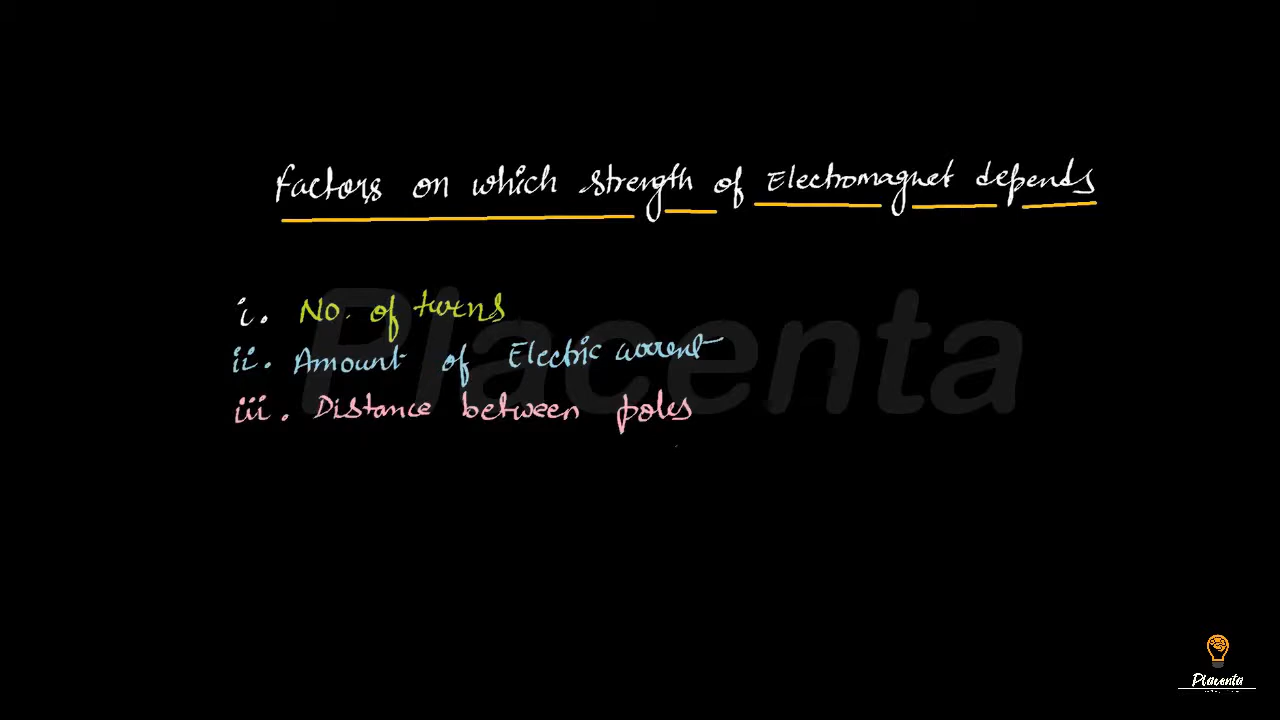 Factors on which strength of Electromagnet depends
i. No. of turns
ii. Amount of Electric current
iii. Distance between poles
Placenta
Placenta